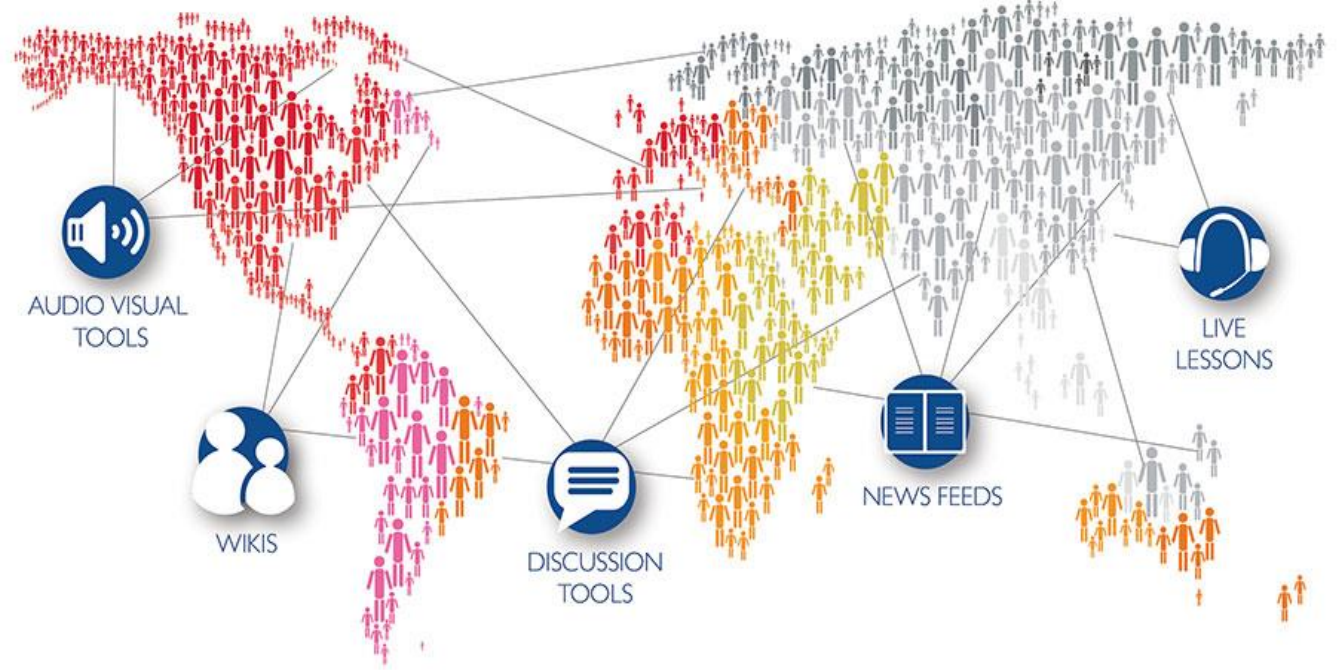 AUDIO VISUAL
TOOLS
WIKIS
DISCUSSION
TOOLS
NEWS FEEDS
LIVE
LESSONS